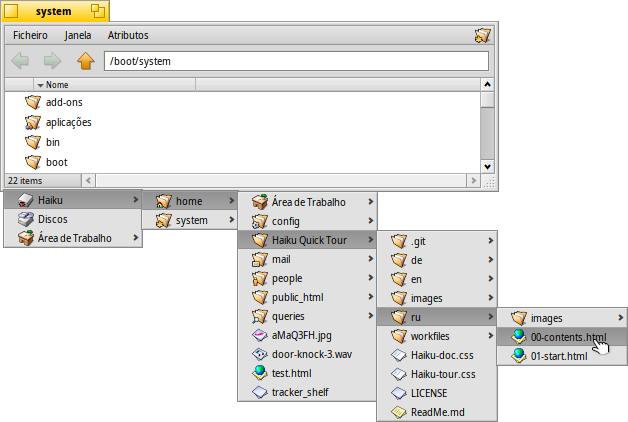 system
Ficheiro Janela Atributos
/boot/system
Nome
add-ons
aplicações
bin
boot
22 items
Haiku
Discos
Área de Trabalho
home
system
Área de Trabalho
config
Haiku Quick Tour
mail
people
public_html
queries
aMaQ3FH.jpg
door-knock-3.wav
test.html
tracker_shelf
.git
de
en
images
ru
workfiles
Haiku-doc.css
Haiku-tour.css
LICENSE
ReadMe.md
images
00-contents.html
01-start.html